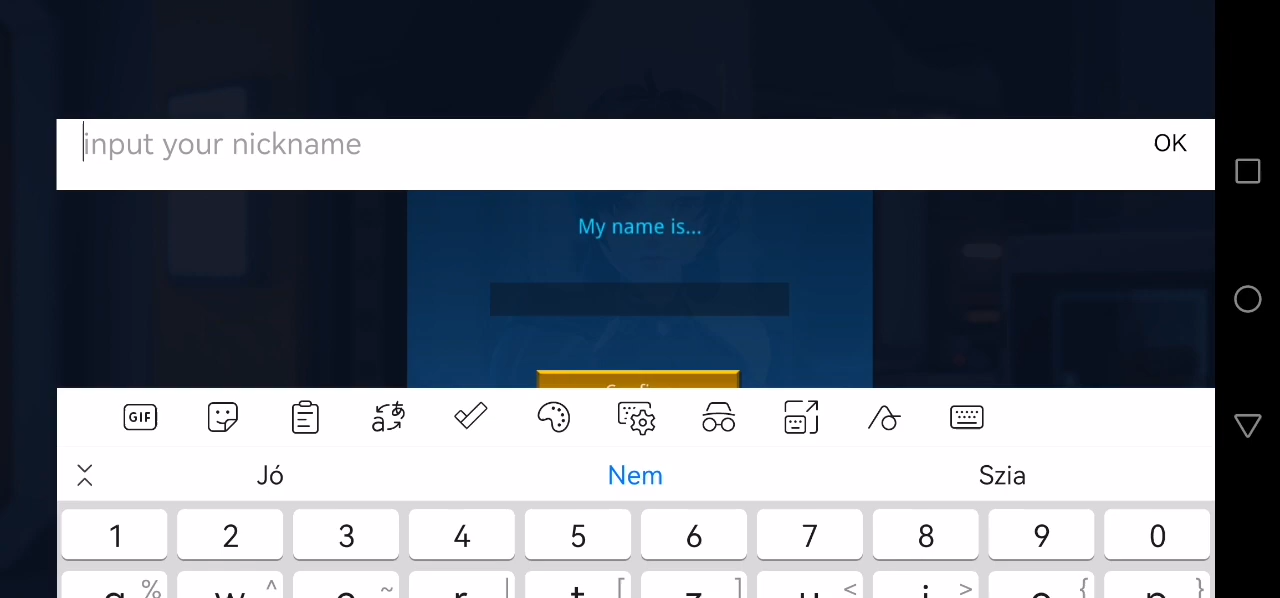 input your nickname
OK
My name is...
GIF
Jó Nem Szia
1 2 3 4 5 6 7 8 9 0
% ^ ~ | [ ] < > { }